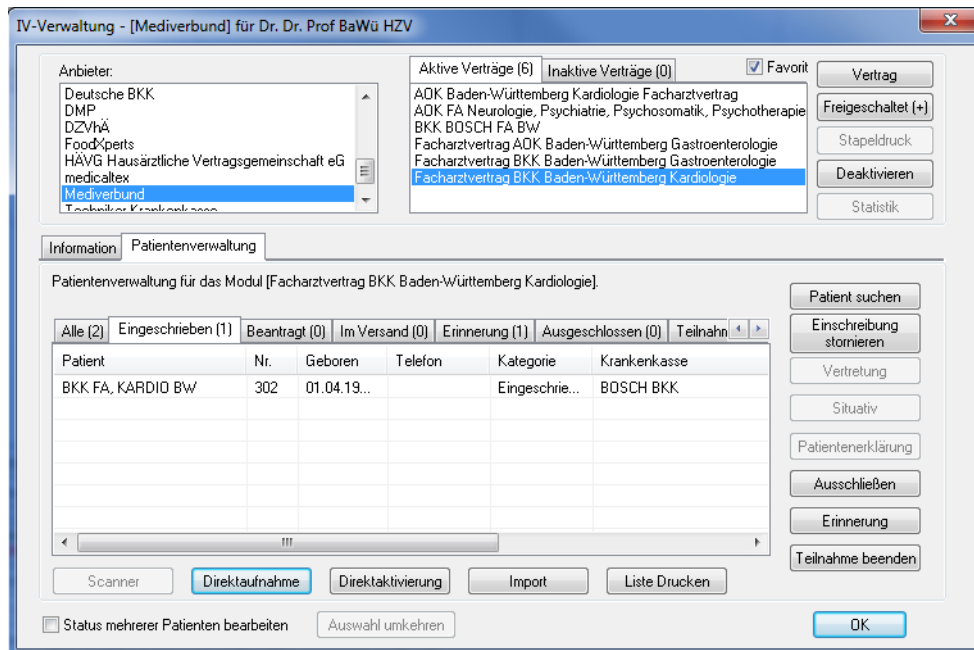 IV-Verwaltung - [Mediverbund] für Dr. Dr. Prof BaWü HZV
Anbieter:
Deutsche BKK
DMP
DZVhÄ
FoodXperts
HÄVG Hausärztliche Vertragsgemeinschaft eG
medicaltex
Mediverbund
Techniker Krankenkasse
Aktive Verträge (6)
Inaktive Verträge (0)
Favorit
AOK Baden-Württemberg Kardiologie Facharztvertrag
AOK FA Neurologie, Psychiatrie, Psychosomatik, Psychotherapie
BKK BOSCH FA BW
Facharztvertrag AOK Baden-Württemberg Gastroenterologie
Facharztvertrag BKK Baden-Württemberg Gastroenterologie
Facharztvertrag BKK Baden-Württemberg Kardiologie
Vertrag
Freigeschaltet (+)
Stapeldruck
Deaktivieren
Statistik
Information
Patientenverwaltung
Patientenverwaltung für das Modul [Facharztvertrag BKK Baden-Württemberg Kardiologie].
Alle (2)
Eingeschrieben (1)
Beantragt (0)
Im Versand (0)
Erinnerung (1)
Ausgeschlossen (0)
Teilnahm
Patient Nr. Geboren Telefon Kategorie Krankenkasse
BKK FA, KARDIO BW 302 01.04.19... Eingeschrie... BOSCH BKK
Patient suchen
Einschreibung
stornieren
Vertretung
Situativ
Patientenerklärung
Ausschließen
Erinnerung
Teilnahme beenden
Scanner
Direktaufnahme
Direktaktivierung
Import
Liste Drucken
Status mehrerer Patienten bearbeiten
Auswahl umkehren
OK